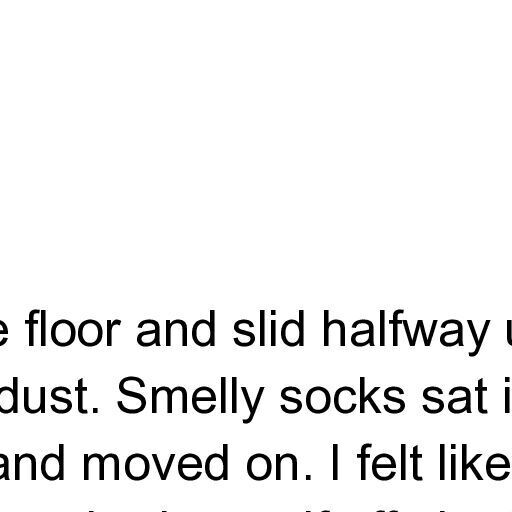 e floor and slid halfway u
dust. Smelly socks sat i
and moved on. I felt like